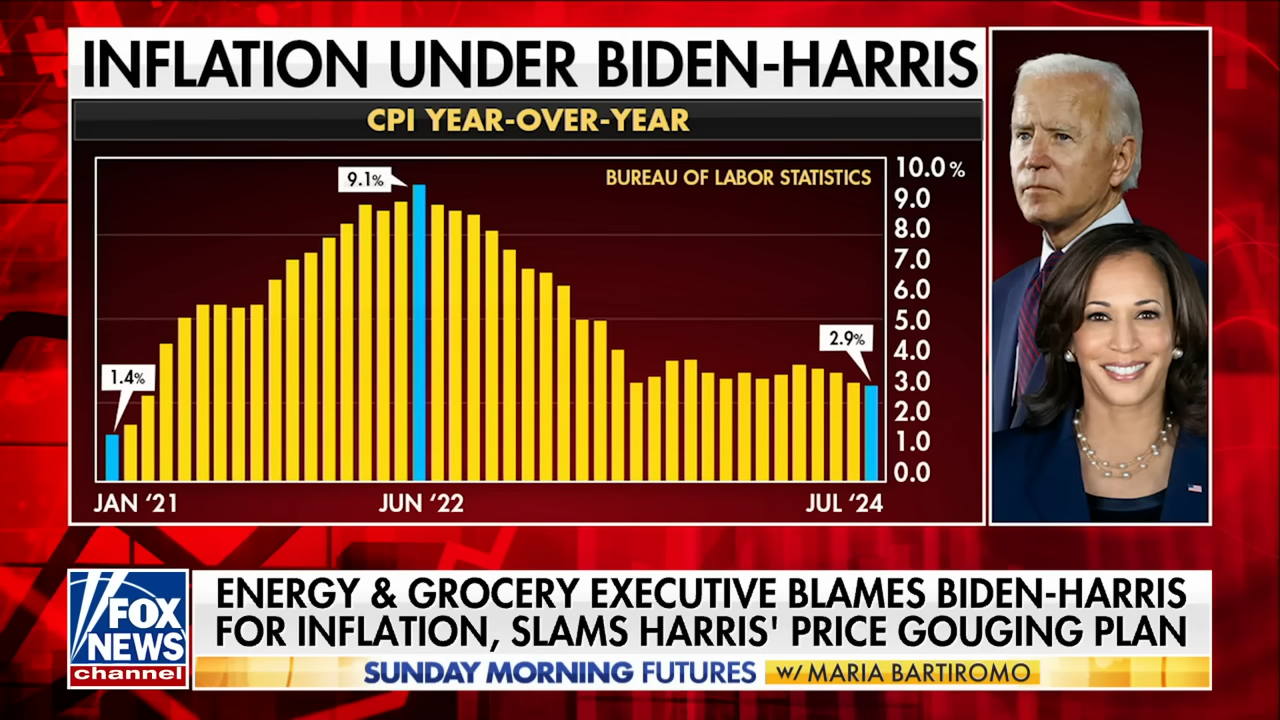 INFLATION UNDER BIDEN-HARRIS
CPI YEAR-OVER-YEAR
BUREAU OF LABOR STATISTICS
1.4%
9.1%
2.9%
10.0%
9.0
8.0
7.0
6.0
5.0
4.0
3.0
2.0
1.0
0.0
JAN '21
JUN '22
JUL '24
FOX
NEWS
channel
ENERGY & GROCERY EXECUTIVE BLAMES BIDEN-HARRIS
FOR INFLATION, SLAMS HARRIS' PRICE GOUGING PLAN
SUNDAY MORNING FUTURES w/ MARIA BARTIROMO